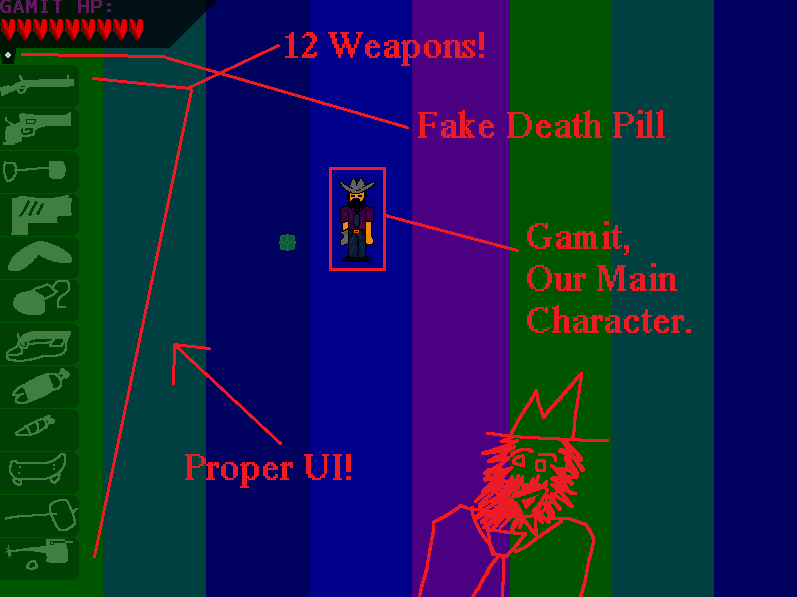 GAMIT HP:
12 Weapons!
Fake Death Pill
Gamit,
Our Main
Character.
Proper UI!